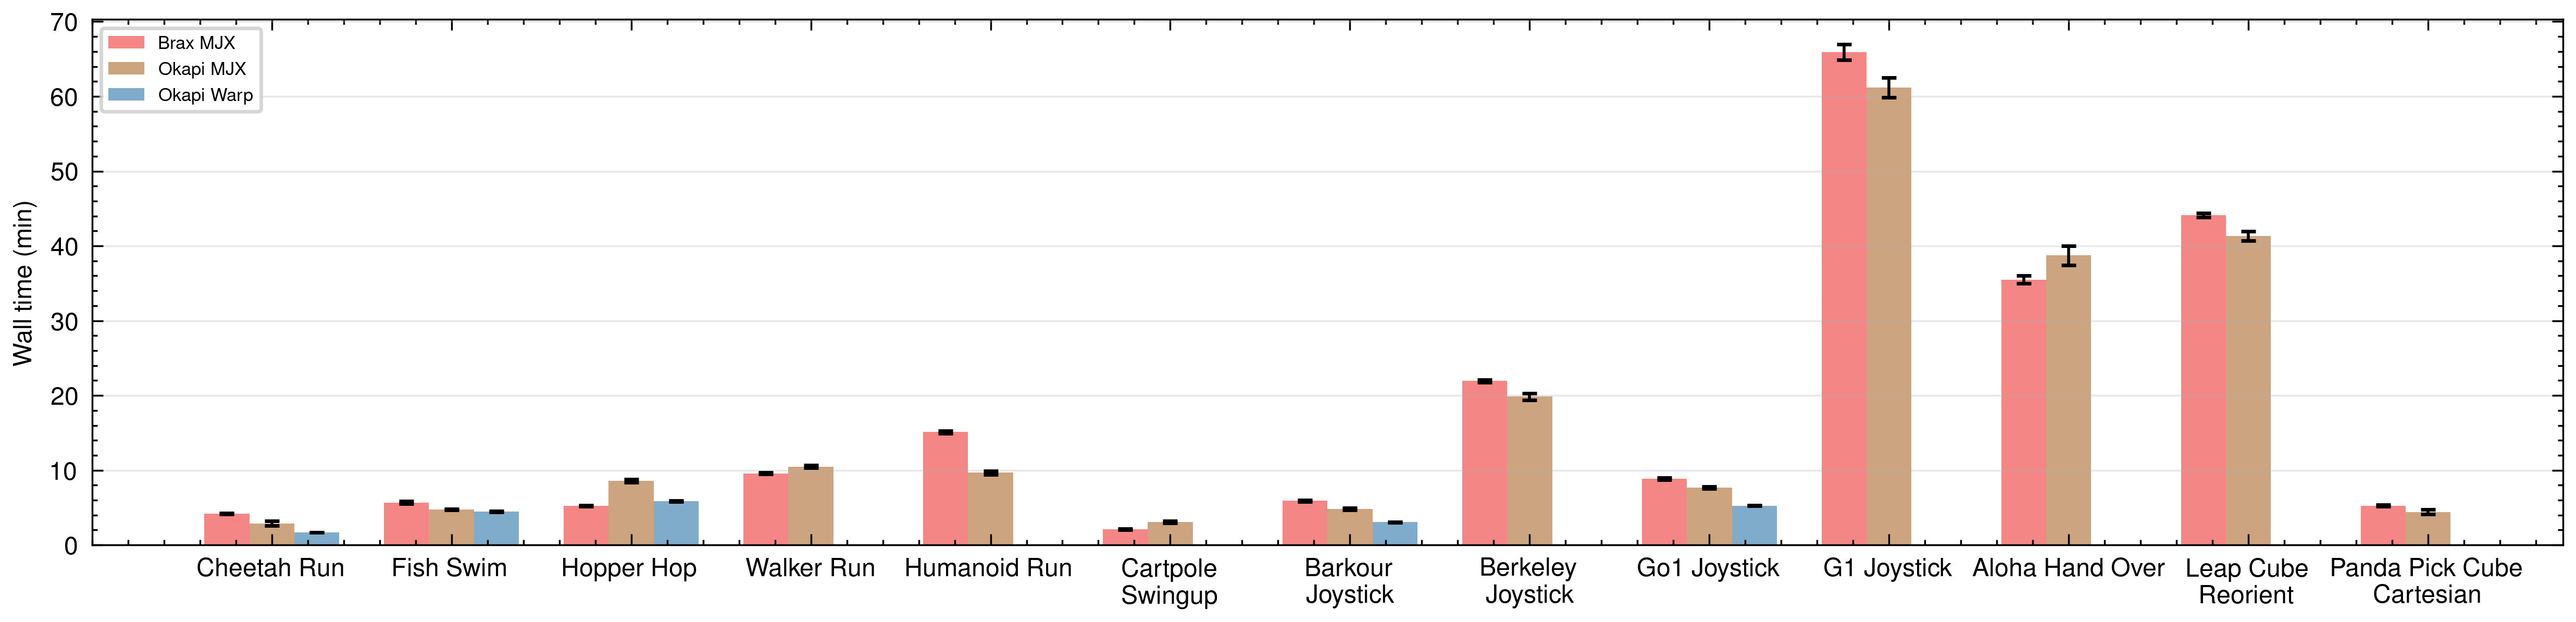 70
60
50
40
30
20
10
0
Wall time (min)
Brax MJX
Okapi MJX
Okapi Warp
Cheetah Run
Fish Swim
Hopper Hop
Walker Run
Humanoid Run
Cartpole
Swingup
Barkour
Joystick
Berkeley
Joystick
Go1 Joystick
G1 Joystick
Aloha Hand Over
Leap Cube
Reorient
Panda Pick Cube
Cartesian